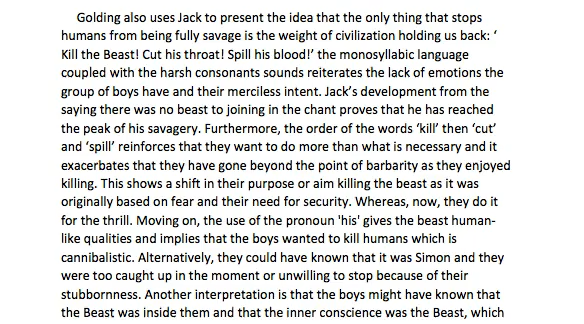 Golding also uses Jack to present the idea that the only thing that stops
humans from being fully savage is the weight of civilization holding us back: ‘
Kill the Beast! Cut his throat! Spill his blood!’ the monosyllabic language
coupled with the harsh consonants sounds reiterates the lack of emotions the
group of boys have and their merciless intent. Jack’s development from the
saying there was no beast to joining in the chant proves that he has reached
the peak of his savagery. Furthermore, the order of the words ‘kill’ then ‘cut’
and ‘spill’ reinforces that they want to do more than what is necessary and it
exacerbates that they have gone beyond the point of barbarity as they enjoyed
killing. This shows a shift in their purpose or aim killing the beast as it was
originally based on fear and their need for security. Whereas, now, they do it
for the thrill. Moving on, the use of the pronoun 'his' gives the beast human-
like qualities and implies that the boys wanted to kill humans which is
cannibalistic. Alternatively, they could have known that it was Simon and they
were too caught up in the moment or unwilling to stop because of their
stubbornness. Another interpretation is that the boys might have known that
the Beast was inside them and that the inner conscience was the Beast, which